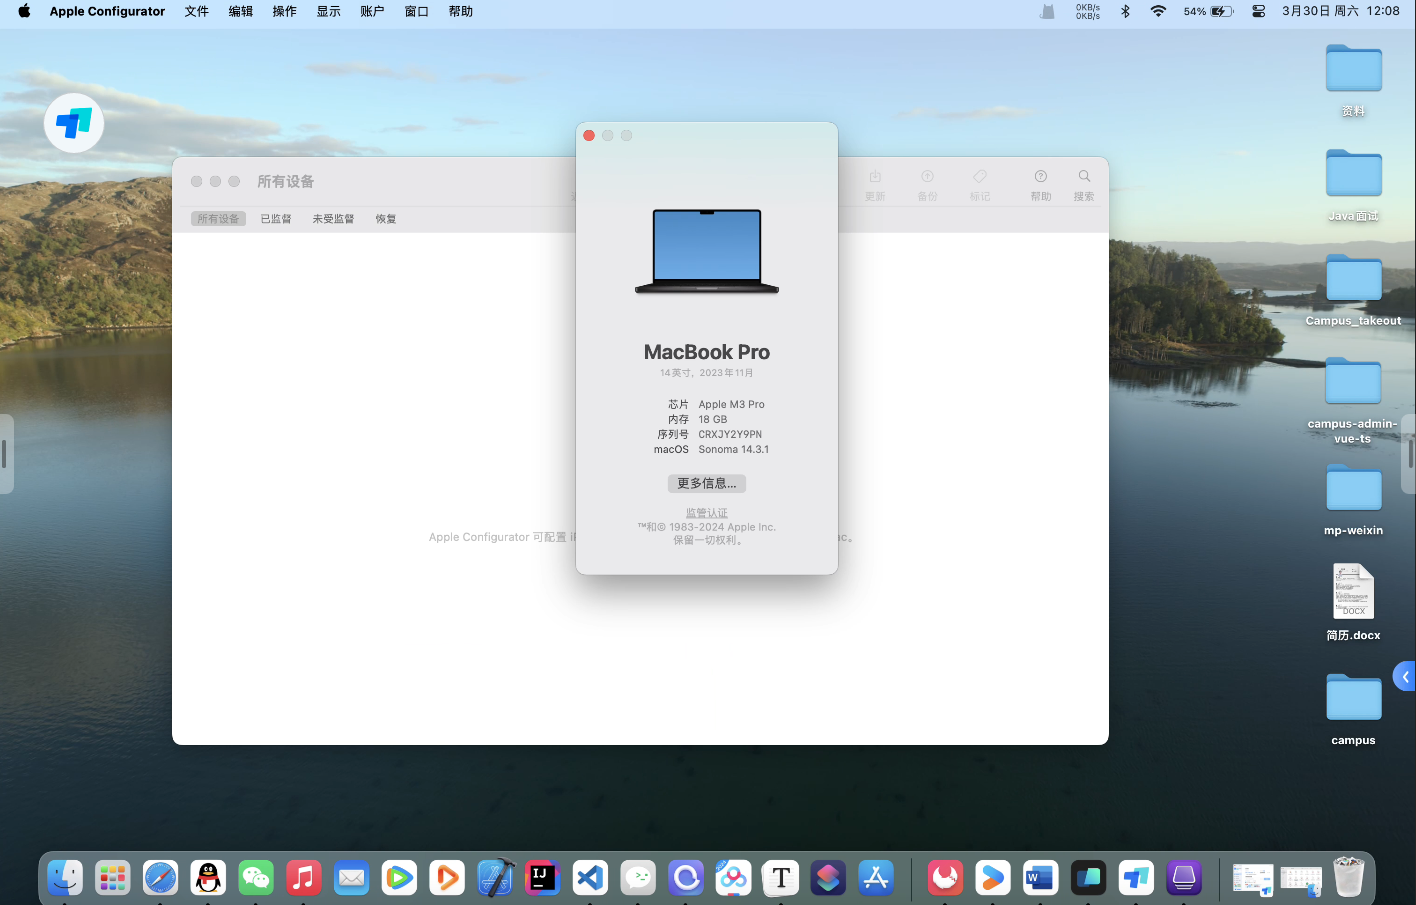 Apple Configurator 文件 编辑 操作 显示 账户 窗口 帮助
0KB/s
0KB/s
54%
3月30日 周六 12:08
所有设备
更新 备份 标记 帮助 搜索
所有设备 已监督 未受监督 恢复
Apple Configurator 可配置
ac。
MacBook Pro
14英寸，2023年11月
芯片 Apple M3 Pro
内存 18 GB
序列号 CRXJY2Y9PN
macOS Sonoma 14.3.1
更多信息...
监管认证
™和© 1983-2024 Apple Inc.
保留一切权利。
资料
Java面试
Campus_takeout
campus-admin-
vue-ts
mp-weixin
DOCX
简历.docx
campus
IJ
T
W